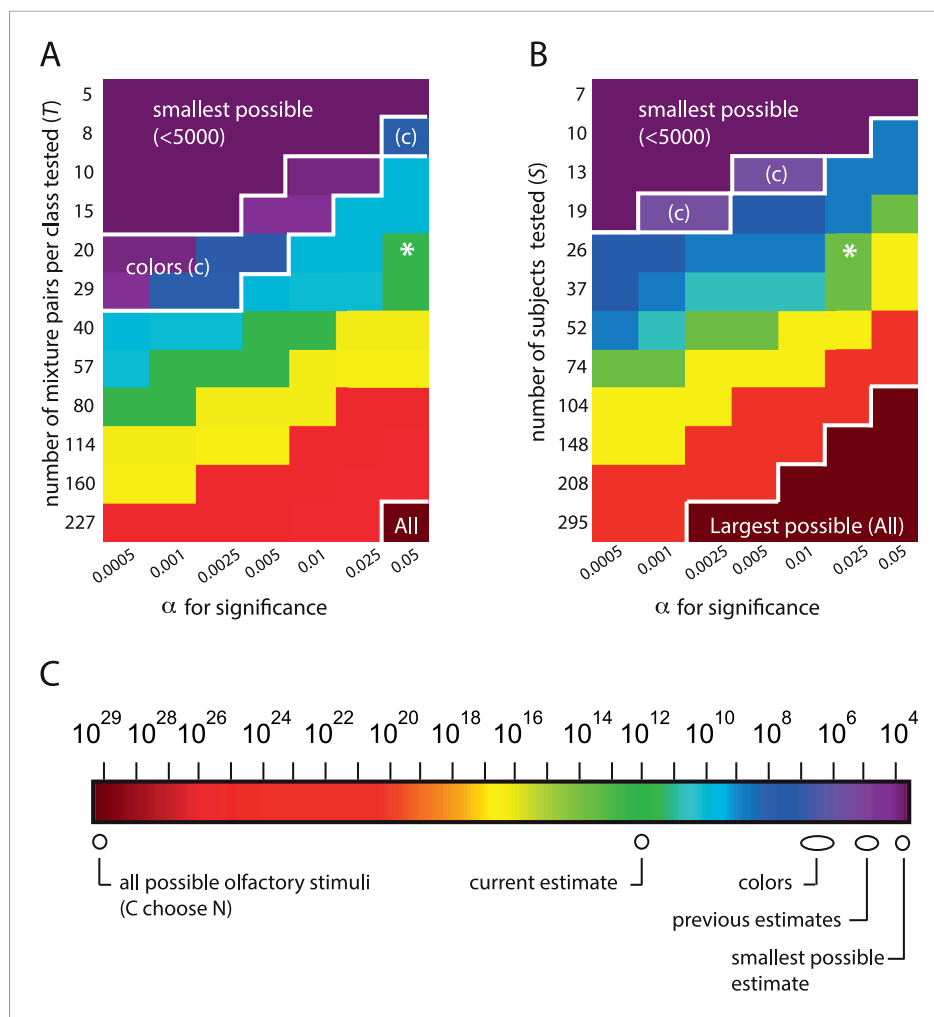 A
number of mixture pairs per class tested (T)
5
8
10
15
20
29
40
57
80
114
160
227
smallest possible
(<5000)
(c)
*
colors (c)
All
0.0005
0.001
0.0025
0.005
0.01
0.025
0.05
α for significance
B
number of subjects tested (S)
7
10
13
19
26
37
52
74
104
148
208
295
smallest possible
(<5000)
(c)
(c)
*
Largest possible (All)
0.0005
0.001
0.0025
0.005
0.01
0.025
0.05
α for significance
C
10^29 10^28 10^26 10^24 10^22 10^20 10^18 10^16 10^14 10^12 10^10 10^8 10^6 10^4
all possible olfactory stimuli
(C choose N)
current estimate
colors
previous estimates
smallest possible
estimate